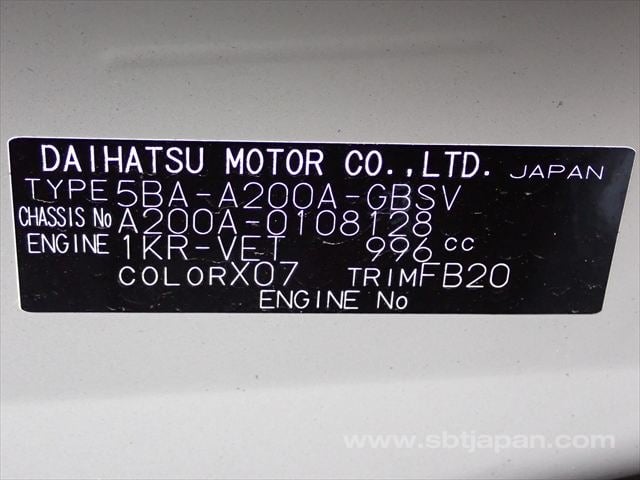 DAIHATSU MOTOR CO.,LTD. JAPAN
TYPE 5BA-A200A-GBSV
CHASSIS No A200A-0108128
ENGINE 1KR-VET 996 cc
COLOR X07 TRIM FB20
ENGINE No
www.sbtjapan.com